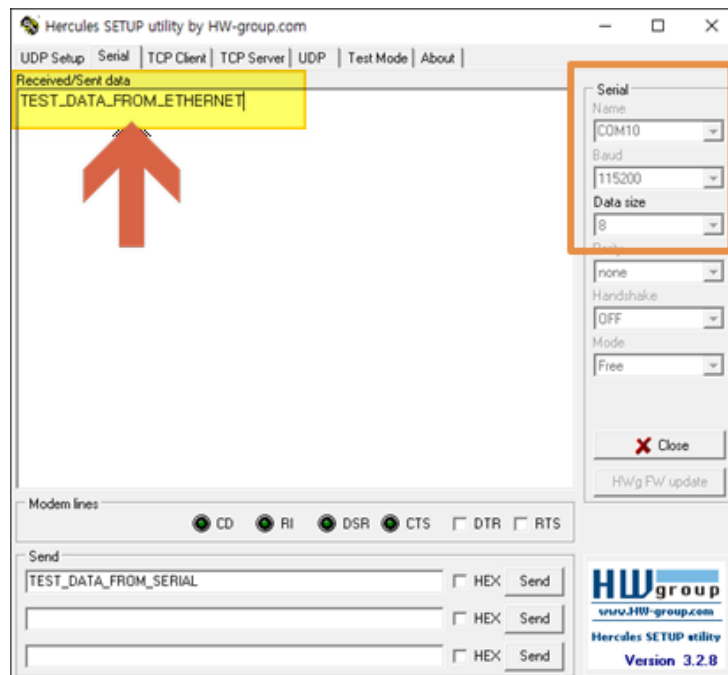 Hercules SETUP utility by HW-group.com
UDP Setup Serial TCP Client TCP Server UDP Test Mode About
Received/Sent data
TEST_DATA_FROM_ETHERNET
Serial
Name
COM10
Baud
115200
Data size
8
none
Handshake
OFF
Mode
Free
Close
HWg FW update
Modem lines
CD RI DSR CTS DTR RTS
Send
TEST_DATA_FROM_SERIAL HEX Send
HEX Send
HEX Send
HWgroup
www.HW-group.com
Hercules SETUP utility
Version 3.2.8